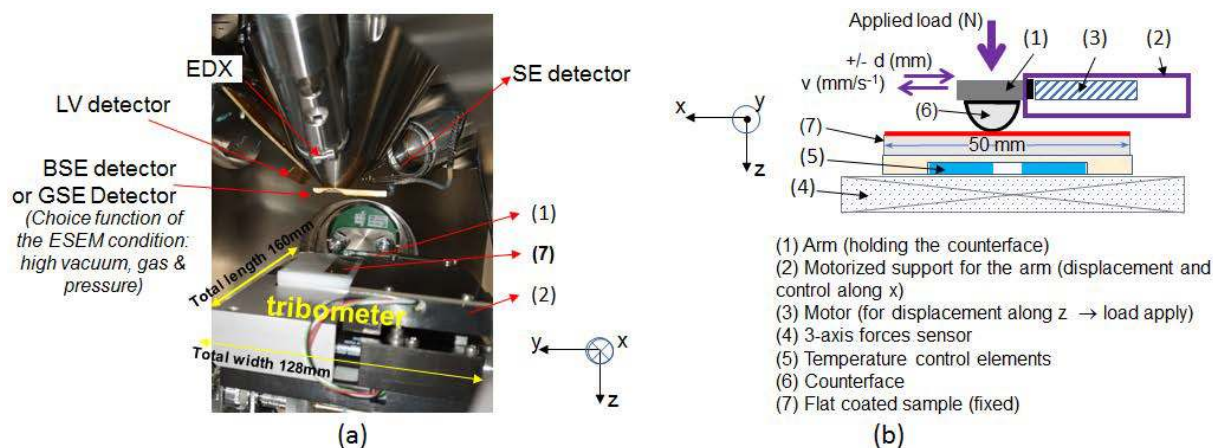 EDX
SE detector
LV detector
BSE detector
or GSE Detector
(Choice function of
the ESEM condition:
high vacuum, gas &
pressure)
(1)
(7)
(2)
Total length 160mm
tribometer
Total width 128mm
y
x
z
(a)
(b)
Applied load (N)
(1)
(3)
(2)
+/- d (mm)
v (mm/s⁻¹)
x
y
z
(6)
(7)
50 mm
(5)
(4)
(1) Arm (holding the counterface)
(2) Motorized support for the arm (displacement and
control along x)
(3) Motor (for displacement along z → load apply)
(4) 3-axis forces sensor
(5) Temperature control elements
(6) Counterface
(7) Flat coated sample (fixed)